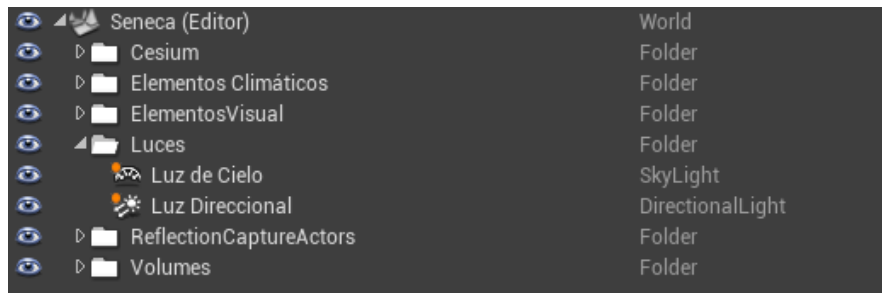 Seneca (Editor) World
Cesium Folder
Elementos Climáticos Folder
ElementosVisual Folder
Luces Folder
Luz de Cielo SkyLight
Luz Direccional DirectionalLight
ReflectionCaptureActors Folder
Volumes Folder